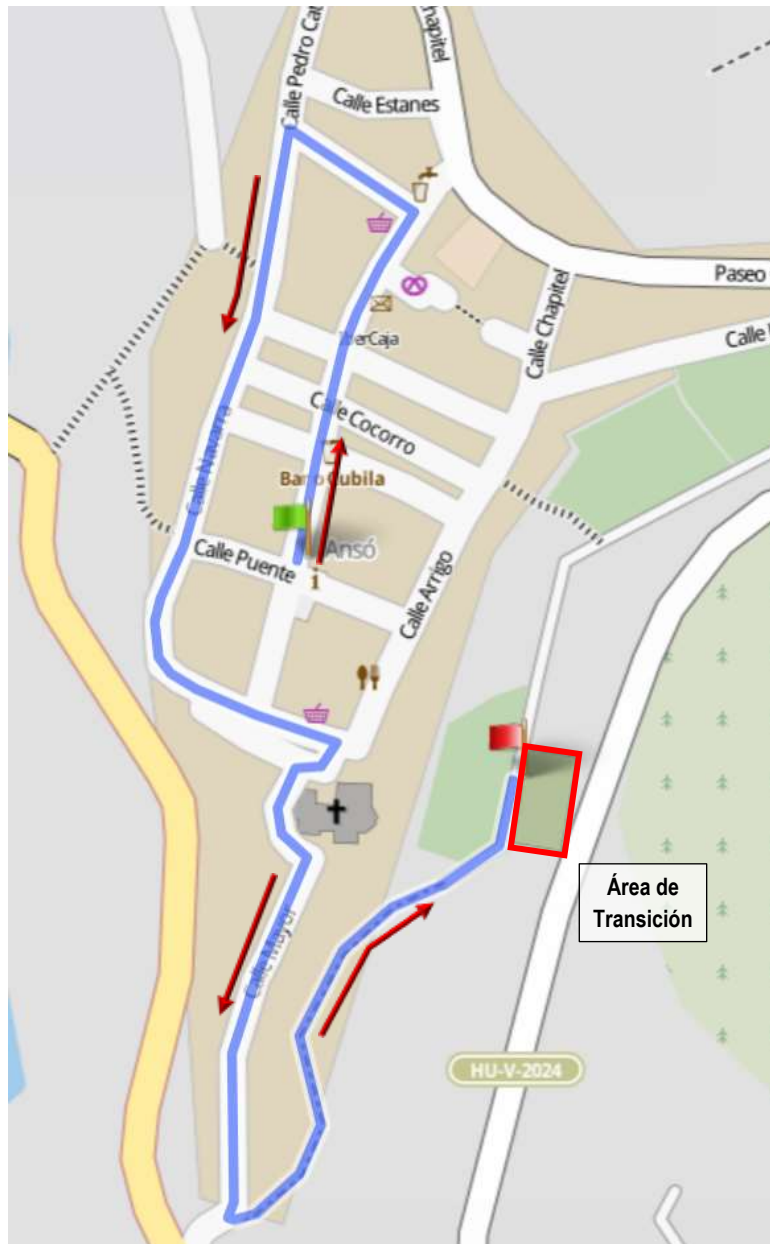 Calle Pedro Cat
Chapitel
Calle Estanes
Paseo
Calle Chapitel
IberCaja
Calle
Calle Cocorro
Calle Navarra
Cubila
Ansó
Calle Puente
i
Calle Arrigo
Área de
Transición
Calle Mayor
HU-V-2024